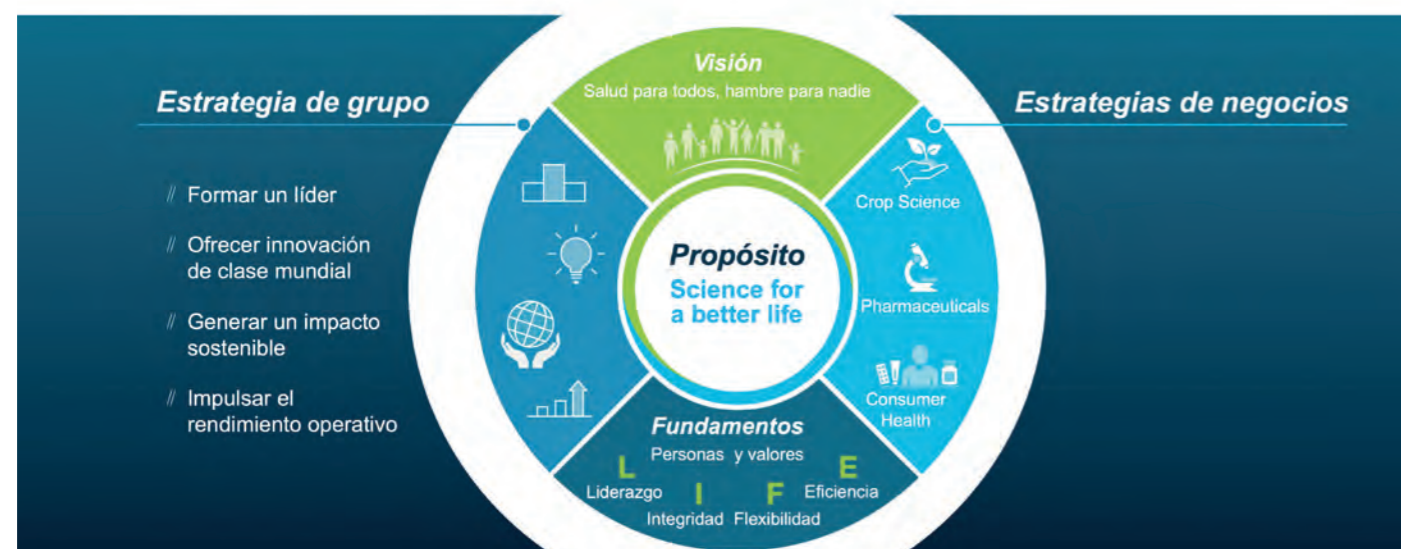 Estrategia de grupo
// Formar un líder
// Ofrecer innovación
de clase mundial
// Generar un impacto
sostenible
// Impulsar el
rendimiento operativo
Visión
Salud para todos, hambre para nadie
Propósito
Science for
a better life
Fundamentos
Personas y valores
L I F E
Liderazgo
Integridad
Flexibilidad
Eficiencia
Estrategías de negocios
Crop Science
Pharmaceuticals
Consumer
Health